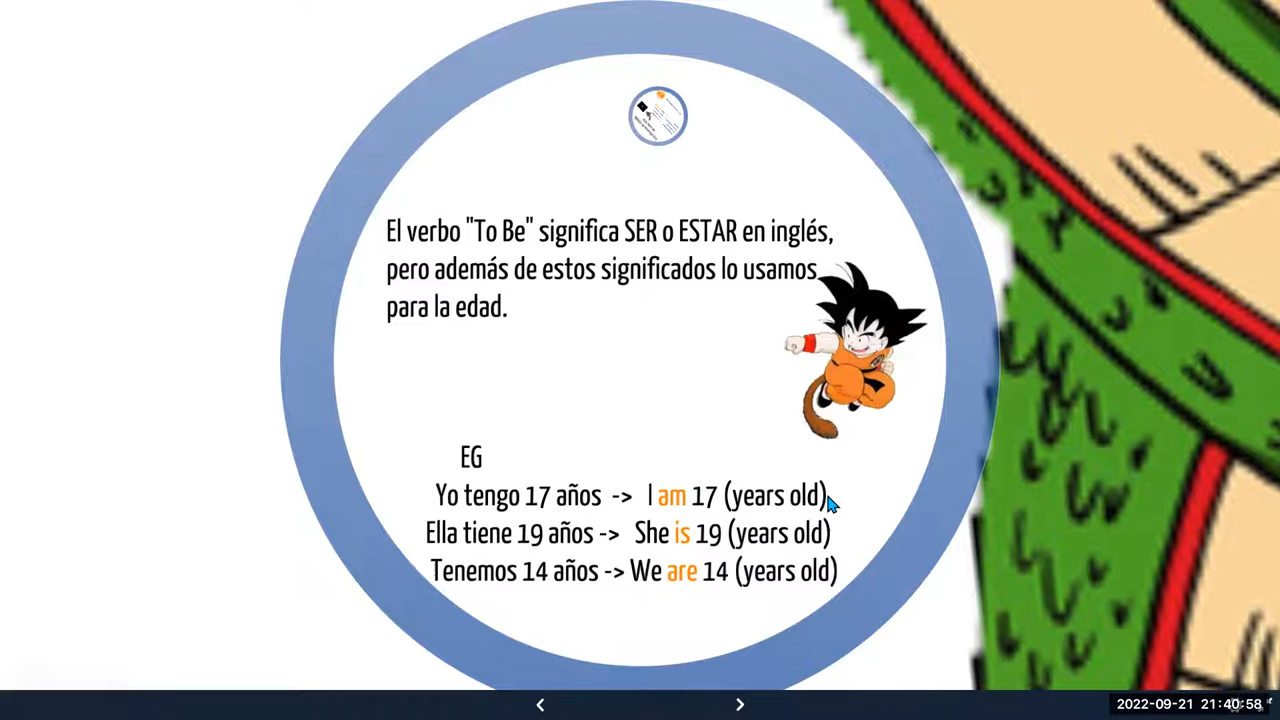 El verbo "To Be" significa SER o ESTAR en inglés,
pero además de estos significados lo usamos
para la edad.
EG
Yo tengo 17 años -> I am 17 (years old)
Ella tiene 19 años -> She is 19 (years old)
Tenemos 14 años -> We are 14 (years old)
2022-09-21 21:40:58